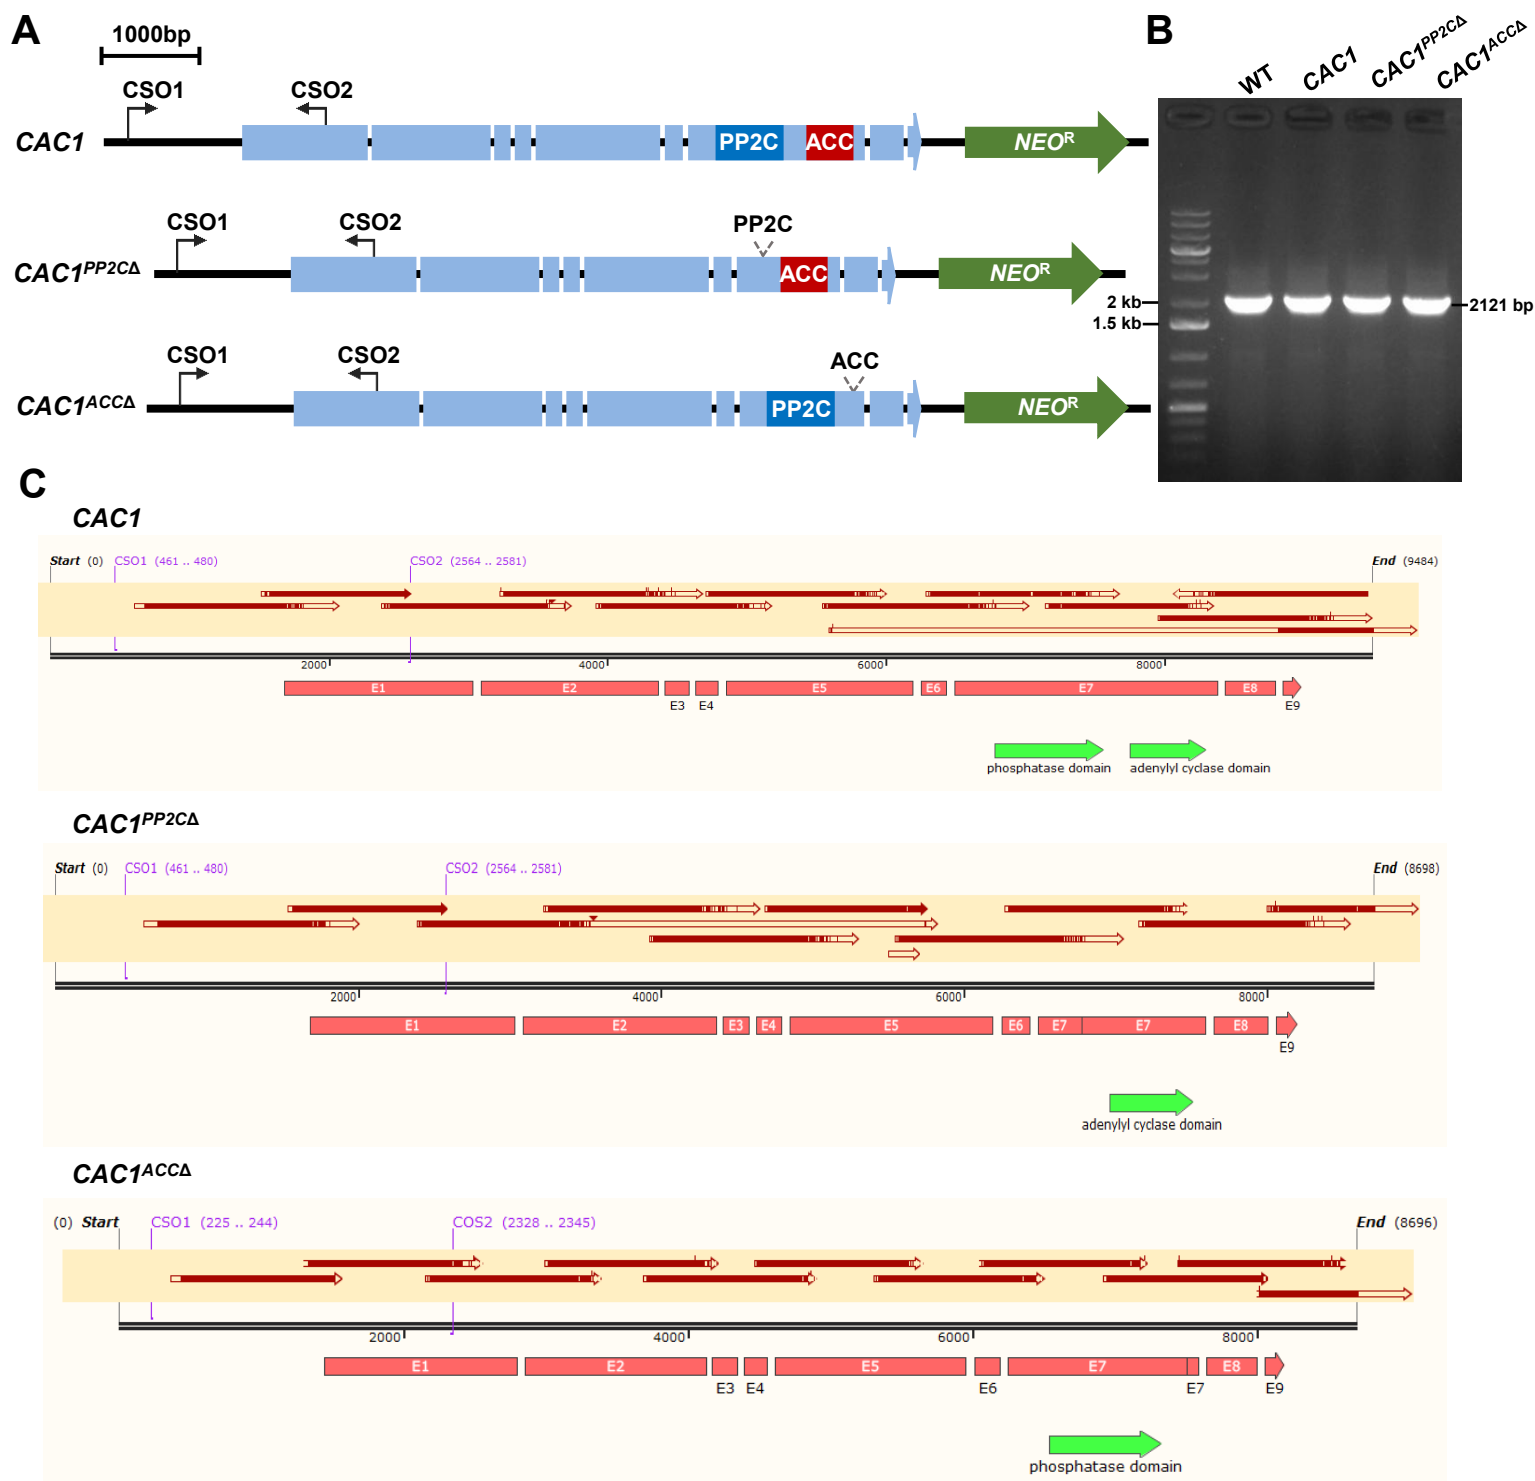 A
1000bp
CSO1
CSO2
CAC1
PP2C
ACC
NEOR
CSO1
CSO2
PP2C
CAC1PP2CΔ
ACC
NEOR
CSO1
CSO2
ACC
CAC1ACCΔ
PP2C
NEOR
B
WT
CAC1
CAC1PP2CΔ
CAC1ACCΔ
2 kb
1.5 kb
2121 bp
C
CAC1
Start (0)
CSO1 (461 .. 480)
CSO2 (2564 .. 2581)
End (9484)
2000
4000
6000
8000
E1
E2
E3
E4
E5
E6
E7
E8
E9
phosphatase domain
adenylyl cyclase domain
CAC1PP2CΔ
Start (0)
CSO1 (461 .. 480)
CSO2 (2564 .. 2581)
End (8698)
2000
4000
6000
8000
E1
E2
E3
E4
E5
E6
E7
E7
E8
E9
adenylyl cyclase domain
CAC1ACCΔ
(0) Start
CSO1 (225 .. 244)
COS2 (2328 .. 2345)
End (8696)
2000
4000
6000
8000
E1
E2
E3
E4
E5
E6
E7
E7
E8
E9
phosphatase domain